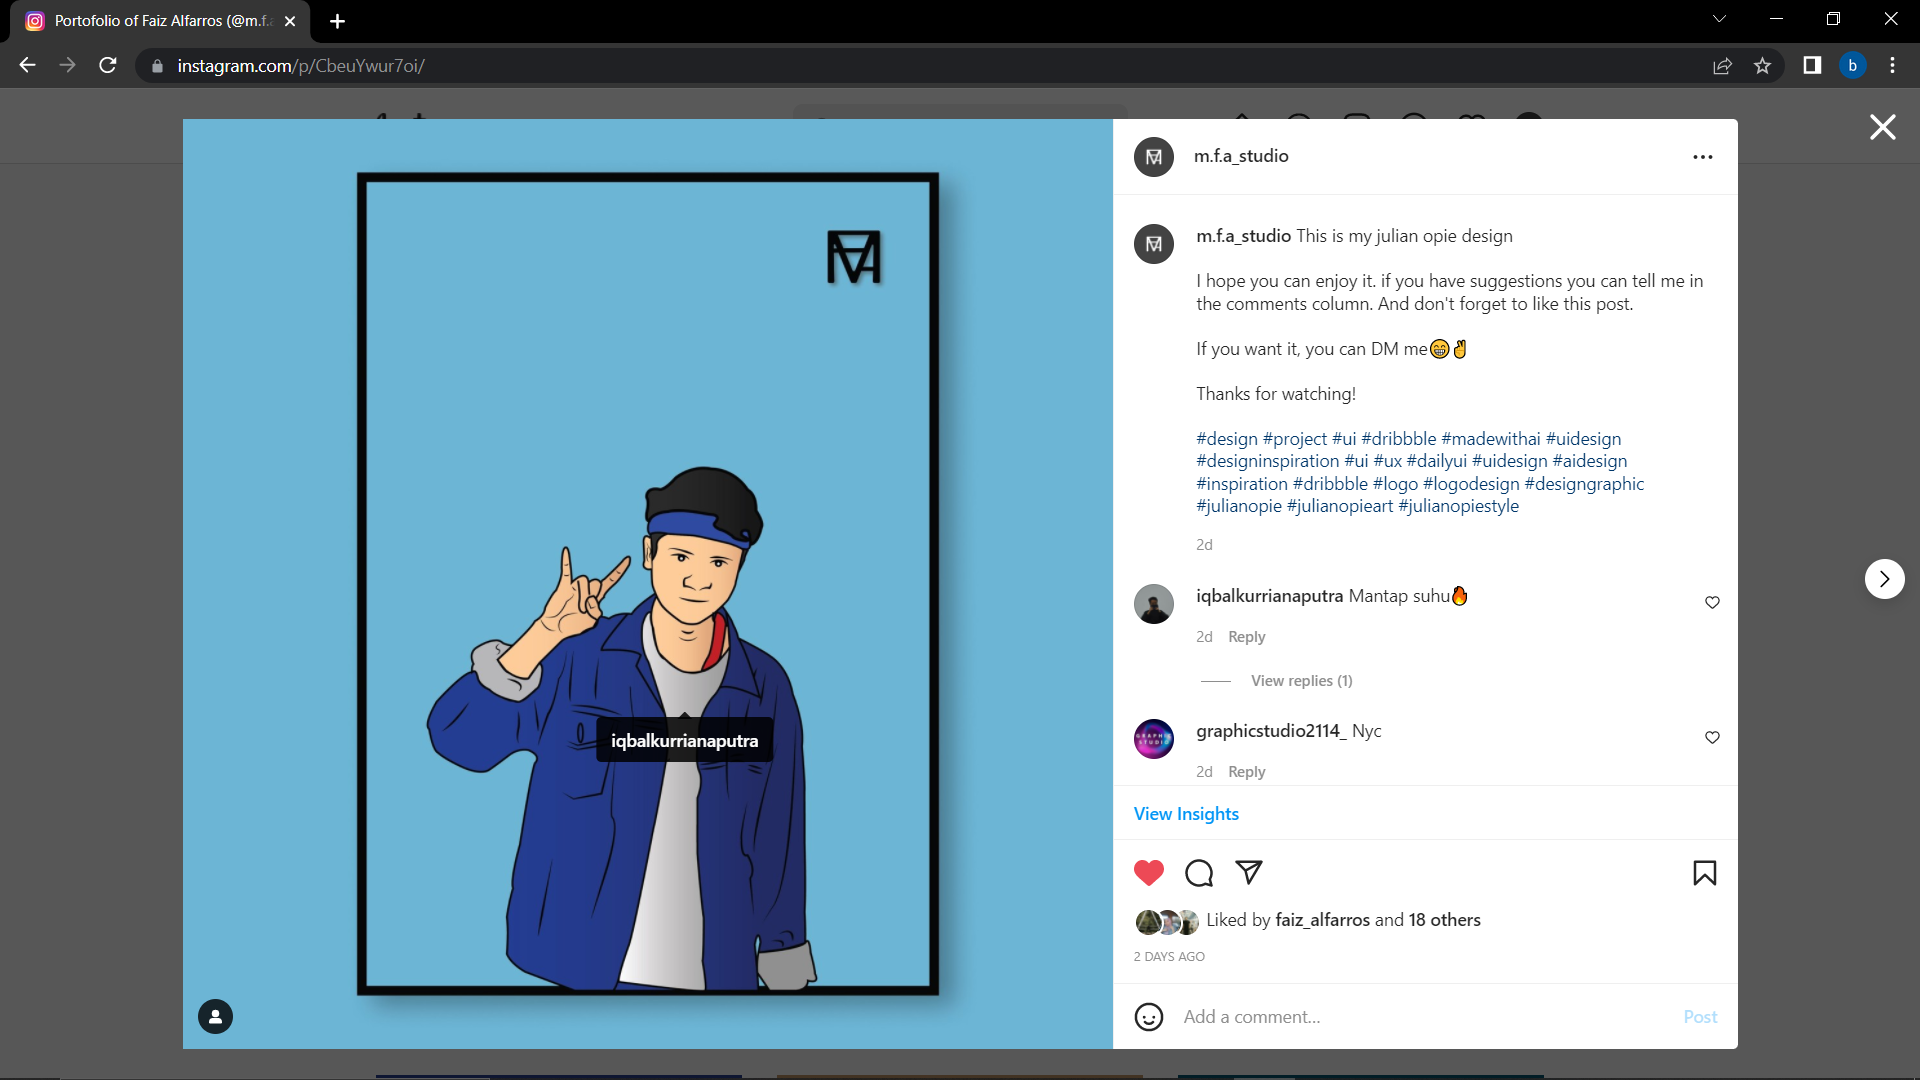 Portofolio of Faiz Alfarros (@m.f.a
instagram.com/p/CbeuYwur7oi/
b
m.f.a_studio
m.f.a_studio This is my julian opie design
I hope you can enjoy it. if you have suggestions you can tell me in
the comments column. And don't forget to like this post.
If you want it, you can DM me😁✌
Thanks for watching!
#design #project #ui #dribbble #madewithai #uidesign
#designinspiration #ui #ux #dailyui #uidesign #aidesign
#inspiration #dribbble #logo #logodesign #designgraphic
#julianopie #julianopieart #julianopiestyle
2d
iqbalkurrianaputra Mantap suhu🔥
2d Reply
View replies (1)
GRAPHIC
STUDIO
graphicstudio2114_ Nyc
2d Reply
iqbalkurrianaputra
View Insights
Liked by faiz_alfarros and 18 others
2 DAYS AGO
Add a comment...
Post